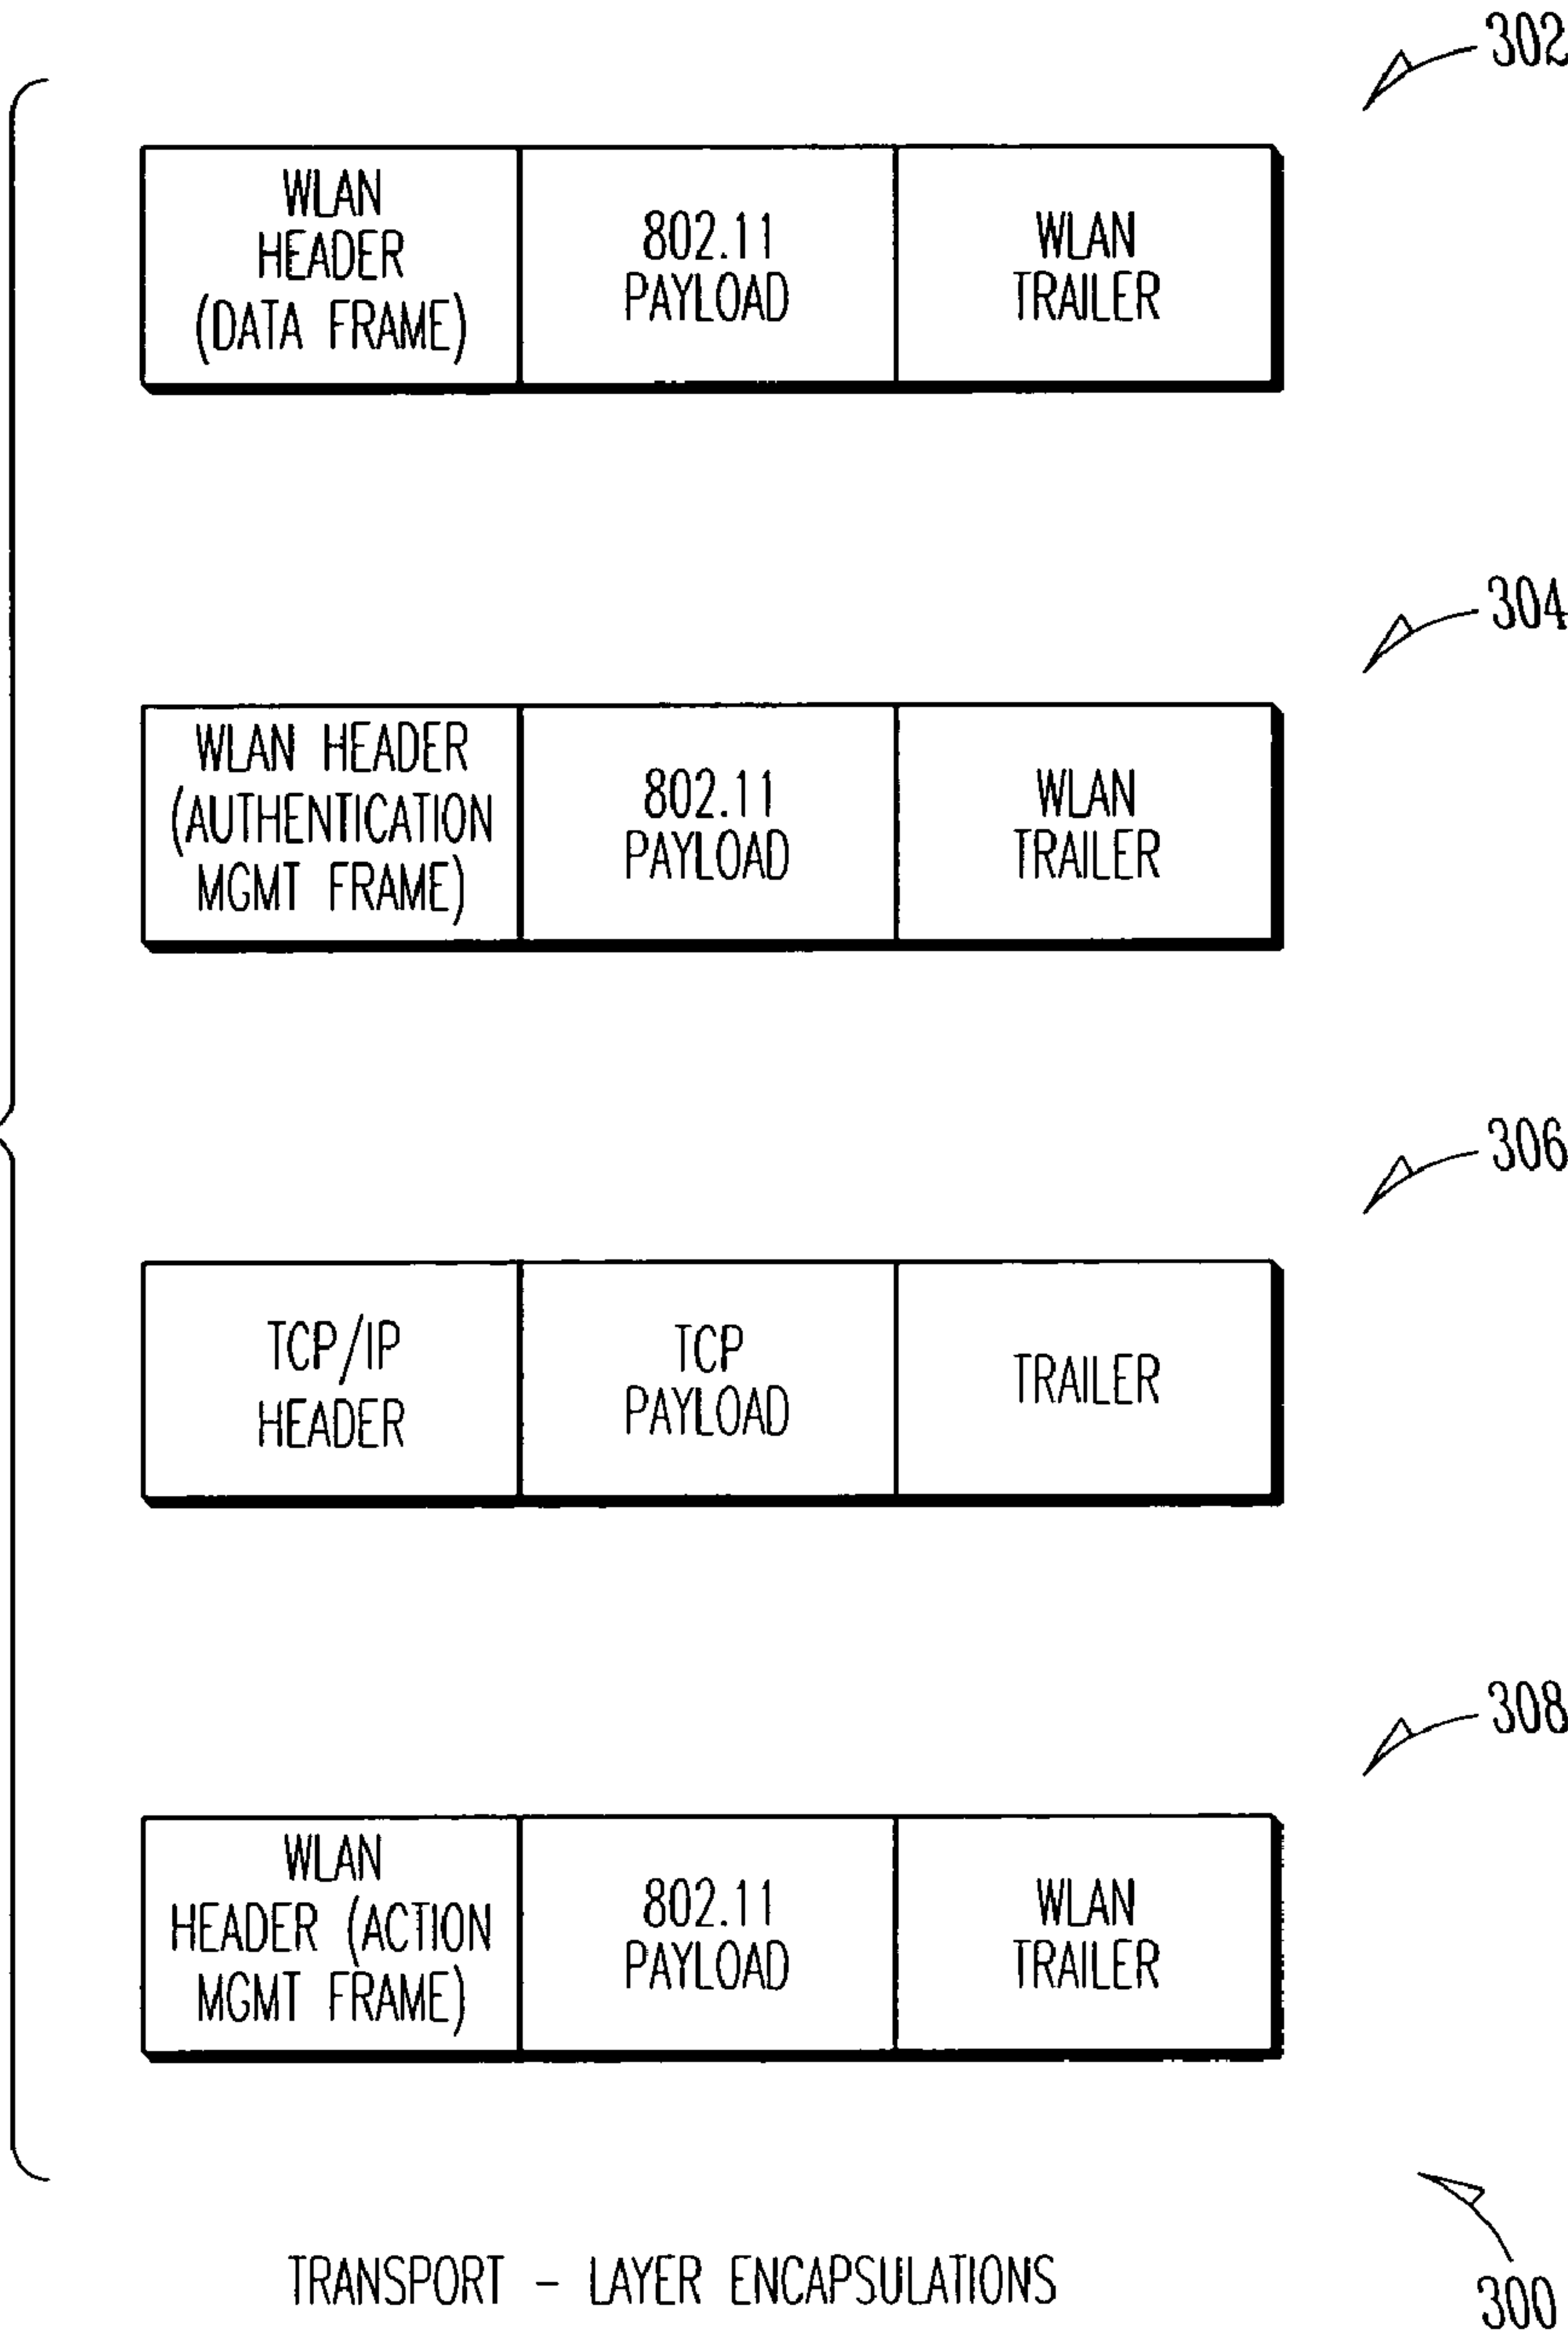 302
WLAN
HEADER
(DATA FRAME)
802.11
PAYLOAD
WLAN
TRAILER
304
WLAN HEADER
(AUTHENTICATION
MGMT FRAME)
802.11
PAYLOAD
WLAN
TRAILER
306
TCP/IP
HEADER
TCP
PAYLOAD
TRAILER
308
WLAN
HEADER (ACTION
MGMT FRAME)
802.11
PAYLOAD
WLAN
TRAILER
TRANSPORT - LAYER ENCAPSULATIONS
300